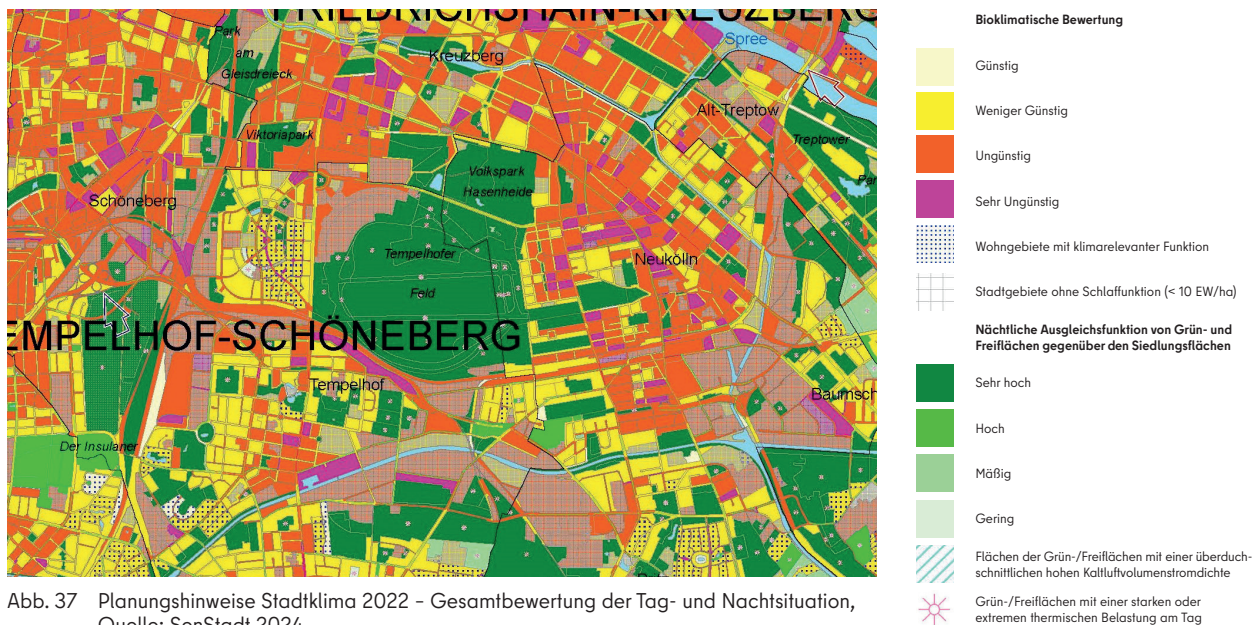 FRIEDRICHSHAIN-KREUZBERG
Park
am
Gleisdreieck
Kreuzberg
Spree
Alt-Treptow
Viktoriapark
Treptower
Volkspark
Hasenheide
Schöneberg
Tempelhofer
Feld
Neukölln
EMPELHOF-SCHÖNEBERG
Tempelhof
Baumsch
Der Insulaner
Abb. 37 Planungshinweise Stadtklima 2022 – Gesamtbewertung der Tag- und Nachtsituation,
Quelle: SenStadt 2024
Bioklimatische Bewertung
Günstig
Weniger Günstig
Ungünstig
Sehr Ungünstig
Wohngebiete mit klimarelevanter Funktion
Stadtgebiete ohne Schlaffunktion (< 10 EW/ha)
Nächtliche Ausgleichsfunktion von Grün- und
Freiflächen gegenüber den Siedlungsflächen
Sehr hoch
Hoch
Mäßig
Gering
Flächen der Grün-/Freiflächen mit einer überduch-
schnittlichen hohen Kaltluftvolumenstromdichte
Grün-/Freiflächen mit einer starken oder
extremen thermischen Belastung am Tag